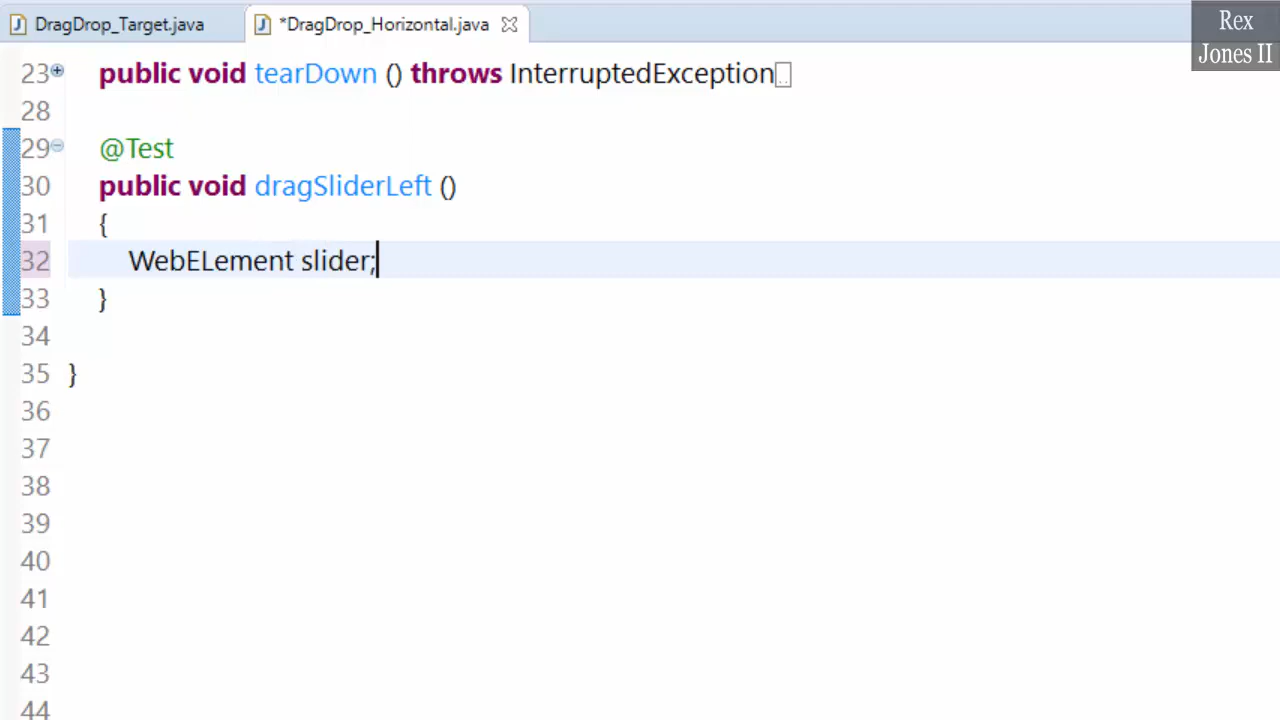 DragDrop_Target.java
*DragDrop_Horizontal.java
Rex
Jones II
23 public void tearDown () throws InterruptedException
28
29 @Test
30 public void dragSliderLeft ()
31 {
32 WebELement slider;
33 }
34
35 }
36
37
38
39
40
41
42
43
44